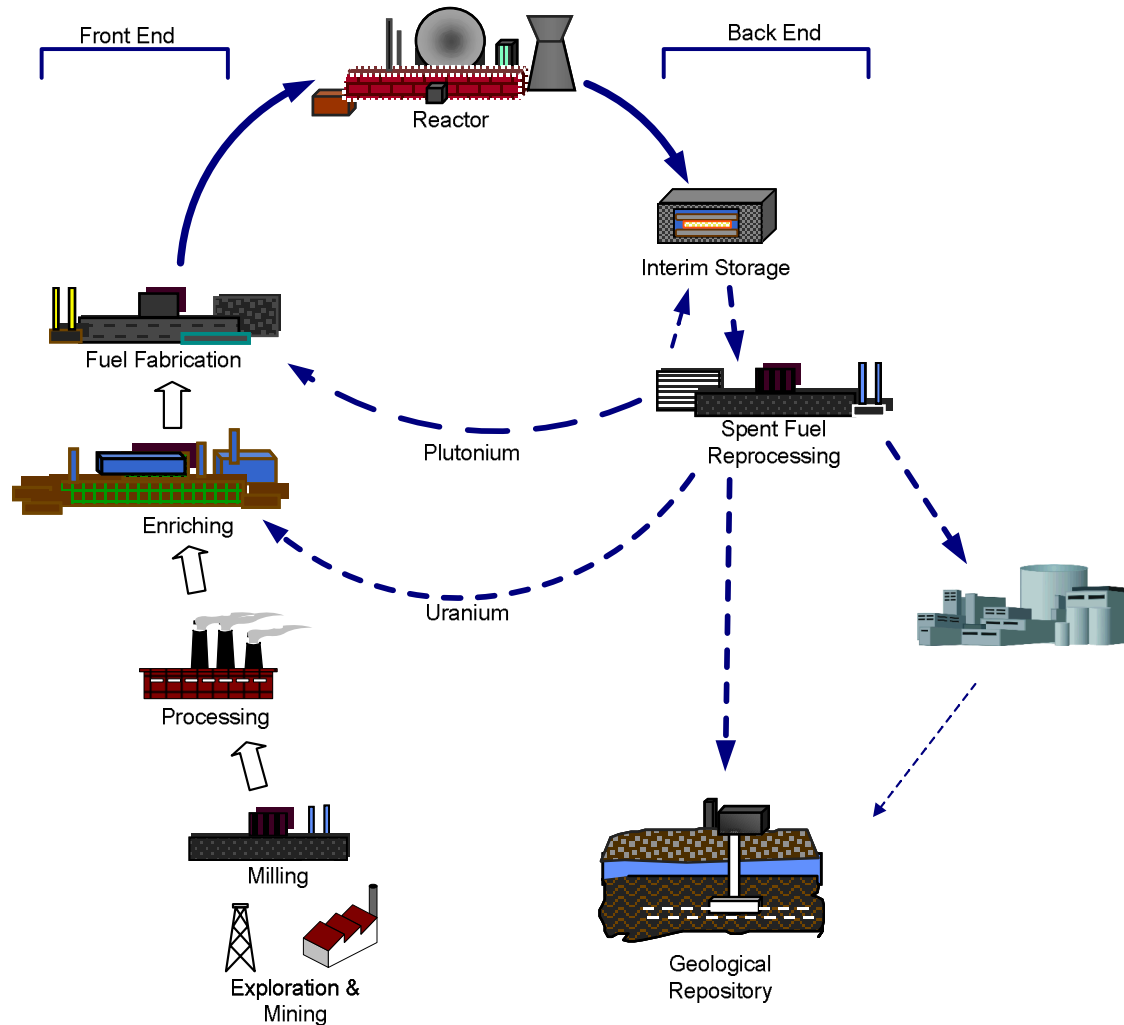 Front End
Back End
Reactor
Interim Storage
Fuel Fabrication
Spent Fuel
Reprocessing
Plutonium
Enriching
Uranium
Processing
Milling
Geological
Repository
Exploration &
Mining